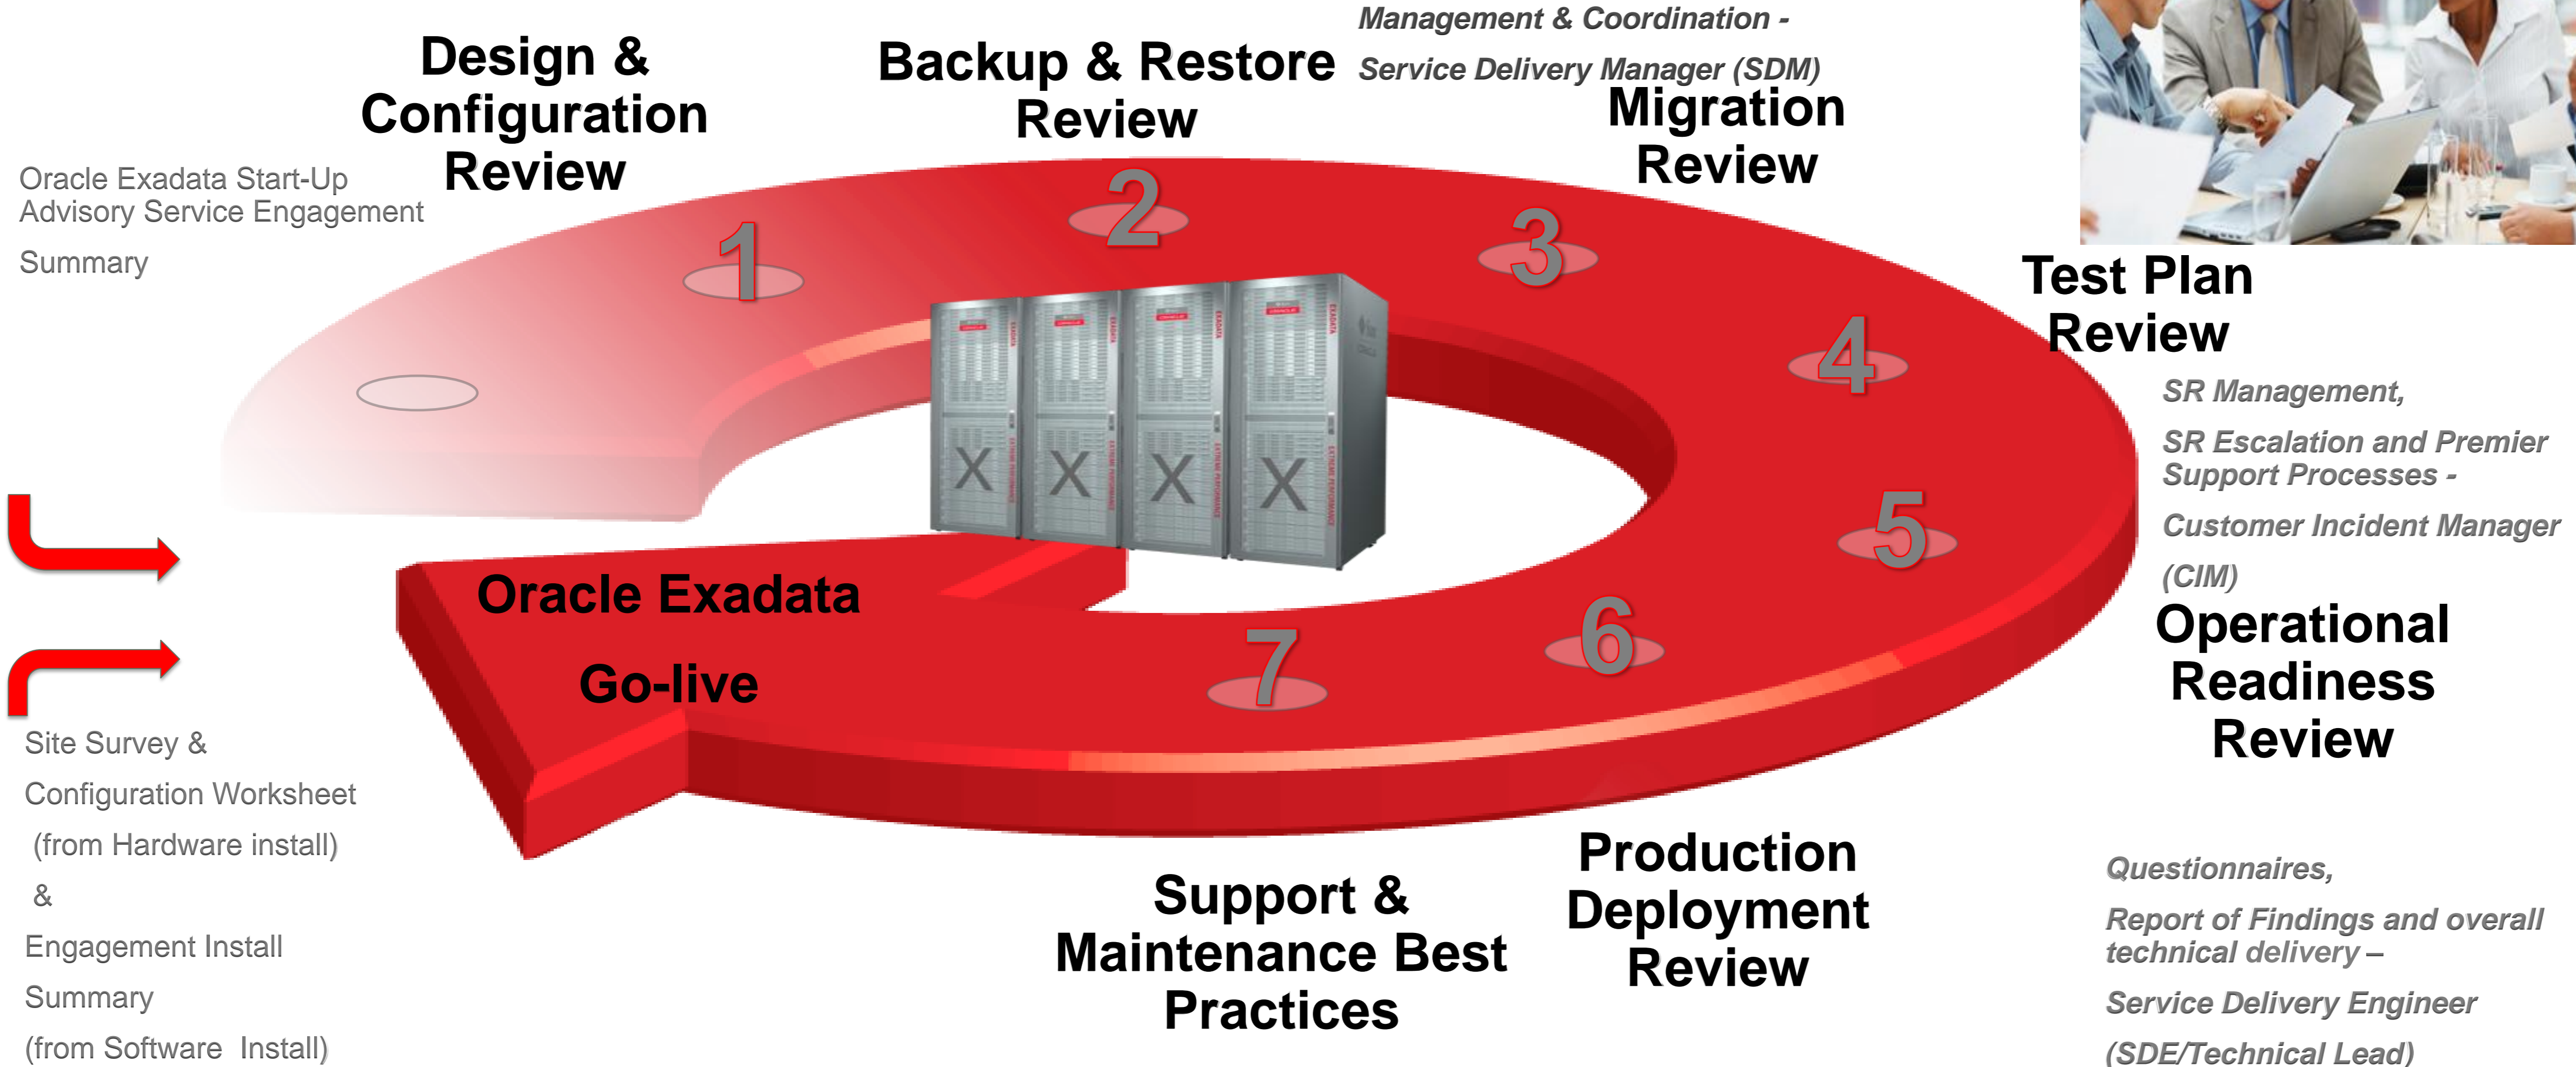 Management & Coordination -
Service Delivery Manager (SDM)
Design &
Configuration
Review
Backup & Restore
Review
Migration
Review
Oracle Exadata Start-Up
Advisory Service Engagement
Summary
1
2
3
4
5
6
7
Test Plan
Review
SR Management,
SR Escalation and Premier
Support Processes -
Customer Incident Manager
(CIM)
X X X X
Oracle Exadata
Go-live
Operational
Readiness
Review
Site Survey &
Configuration Worksheet
(from Hardware install)
&
Engagement Install
Summary
(from Software Install)
Support &
Maintenance Best
Practices
Production
Deployment
Review
Questionnaires,
Report of Findings and overall
technical delivery –
Service Delivery Engineer
(SDE/Technical Lead)